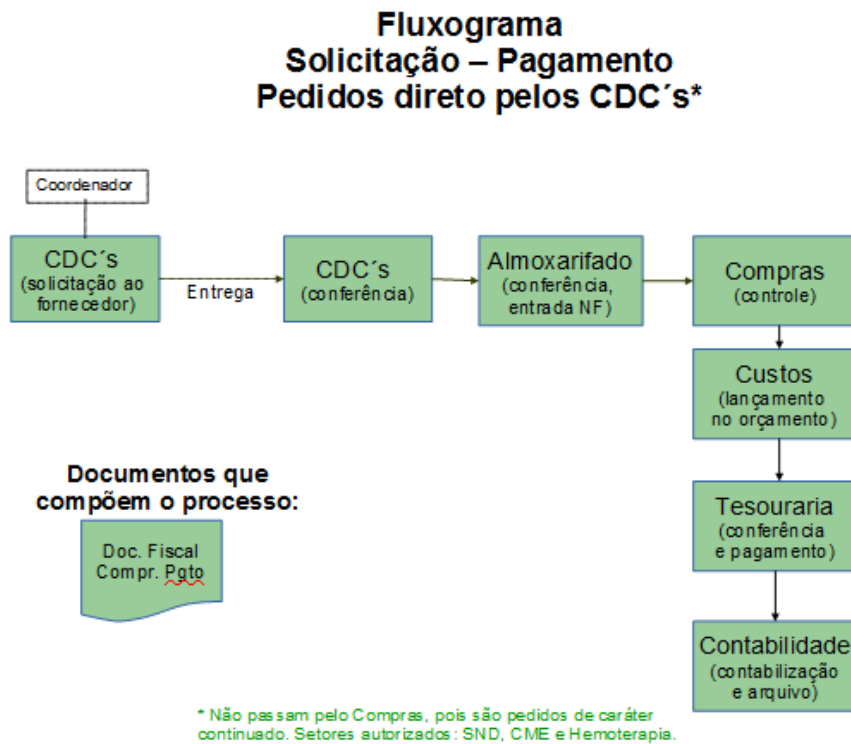 Fluxograma
Solicitação – Pagamento
Pedidos direto pelos CDC´s*
Coordenador
CDC´s
(solicitação ao
fornecedor)
Entrega
CDC´s
(conferência)
Almoxarifado
(conferência,
entrada NF)
Compras
(controle)
Custos
(lançamento
no orçamento)
Tesouraria
(conferência
e pagamento)
Contabilidade
(contabilização
e arquivo)
Documentos que
compõem o processo:
Doc. Fiscal
Compr. Pgto
* Não passam pelo Compras, pois são pedidos de caráter
continuado. Setores autorizados: SND, CME e Hemoterapia.